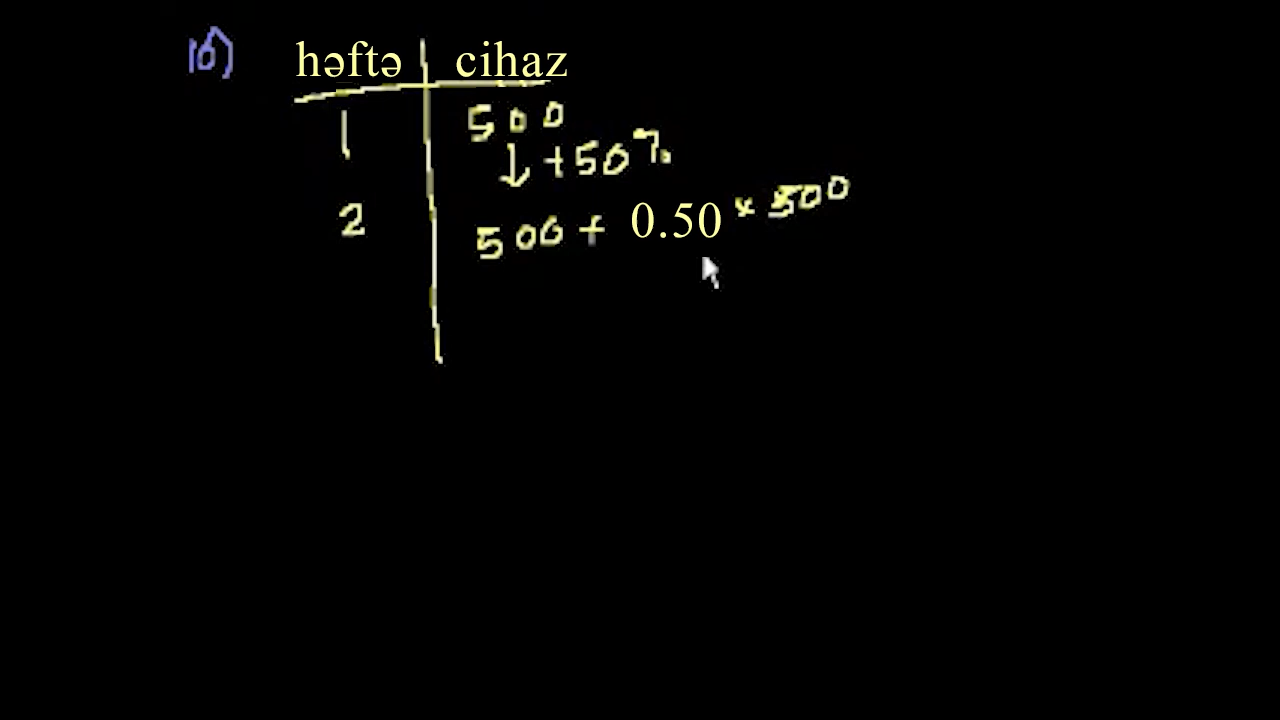 10) həftə cihaz
1 500
↓ +50%
2 500 + 0.50 * 500